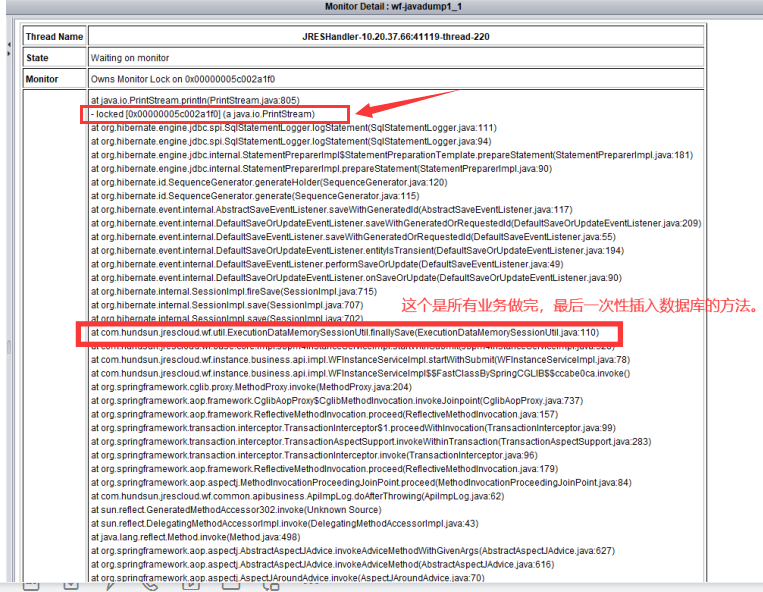 Monitor Detail : wf-javadump1_1
Thread Name
JRESHandler-10.20.37.66:41119-thread-220
State
Waiting on monitor
Monitor
Owns Monitor Lock on 0x00000005c002a1f0
at java.io.PrintStream.println(PrintStream.java:805)
- locked [0x00000005c002a1f0] (a java.io.PrintStream)
at org.hibernate.engine.jdbc.spi.SqlStatementLogger.logStatement(SqlStatementLogger.java:111)
at org.hibernate.engine.jdbc.spi.SqlStatementLogger.logStatement(SqlStatementLogger.java:94)
at org.hibernate.engine.jdbc.internal.StatementPreparerImpl$StatementPreparationTemplate.prepareStatement(StatementPreparerImpl.java:181)
at org.hibernate.engine.jdbc.internal.StatementPreparerImpl.prepareStatement(StatementPreparerImpl.java:90)
at org.hibernate.id.SequenceGenerator.generateHolder(SequenceGenerator.java:120)
at org.hibernate.id.SequenceGenerator.generate(SequenceGenerator.java:115)
at org.hibernate.event.internal.AbstractSaveEventListener.saveWithGeneratedId(AbstractSaveEventListener.java:117)
at org.hibernate.event.internal.DefaultSaveOrUpdateEventListener.saveWithGeneratedOrRequestedId(DefaultSaveOrUpdateEventListener.java:209)
at org.hibernate.event.internal.DefaultSaveEventListener.saveWithGeneratedOrRequestedId(DefaultSaveEventListener.java:55)
at org.hibernate.event.internal.DefaultSaveOrUpdateEventListener.entityIsTransient(DefaultSaveOrUpdateEventListener.java:194)
at org.hibernate.event.internal.DefaultSaveEventListener.performSaveOrUpdate(DefaultSaveEventListener.java:49)
at org.hibernate.event.internal.DefaultSaveOrUpdateEventListener.onSaveOrUpdate(DefaultSaveOrUpdateEventListener.java:90)
at org.hibernate.internal.SessionImpl.fireSave(SessionImpl.java:715)
at org.hibernate.internal.SessionImpl.save(SessionImpl.java:707)
这个是所有业务做完，最后一次性插入数据库的方法。
at org.hibernate.internal.SessionImpl.save(SessionImpl.java:702)
at com.hundsun.jrescloud.wf.util.ExecutionDataMemorySessionUtil.finallySave(ExecutionDataMemorySessionUtil.java:110)
at com.hundsun.jrescloud.wf.instance.business.api.impl.WFInstanceServiceImpl.startWithSubmit(WFInstanceServiceImpl.java:78)
at com.hundsun.jrescloud.wf.instance.business.api.impl.WFInstanceServiceImpl$$FastClassBySpringCGLIB$$ccabe0ca.invoke()
at org.springframework.cglib.proxy.MethodProxy.invoke(MethodProxy.java:204)
at org.springframework.aop.framework.CglibAopProxy$CglibMethodInvocation.invokeJoinpoint(CglibAopProxy.java:737)
at org.springframework.aop.framework.ReflectiveMethodInvocation.proceed(ReflectiveMethodInvocation.java:157)
at org.springframework.transaction.interceptor.TransactionInterceptor$1.proceedWithInvocation(TransactionInterceptor.java:99)
at org.springframework.transaction.interceptor.TransactionAspectSupport.invokeWithinTransaction(TransactionAspectSupport.java:283)
at org.springframework.transaction.interceptor.TransactionInterceptor.invoke(TransactionInterceptor.java:96)
at org.springframework.aop.framework.ReflectiveMethodInvocation.proceed(ReflectiveMethodInvocation.java:179)
at org.springframework.aop.aspectj.MethodInvocationProceedingJoinPoint.proceed(MethodInvocationProceedingJoinPoint.java:84)
at com.hundsun.jrescloud.wf.common.apibusiness.ApiImpLog.doAfterThrowing(ApiImpLog.java:62)
at sun.reflect.GeneratedMethodAccessor302.invoke(Unknown Source)
at sun.reflect.DelegatingMethodAccessorImpl.invoke(DelegatingMethodAccessorImpl.java:43)
at java.lang.reflect.Method.invoke(Method.java:498)
at org.springframework.aop.aspectj.AbstractAspectJAdvice.invokeAdviceMethodWithGivenArgs(AbstractAspectJAdvice.java:627)
at org.springframework.aop.aspectj.AbstractAspectJAdvice.invokeAdviceMethod(AbstractAspectJAdvice.java:616)
at org.springframework.aop.aspectj.AspectJAroundAdvice.invoke(AspectJAroundAdvice.java:70)